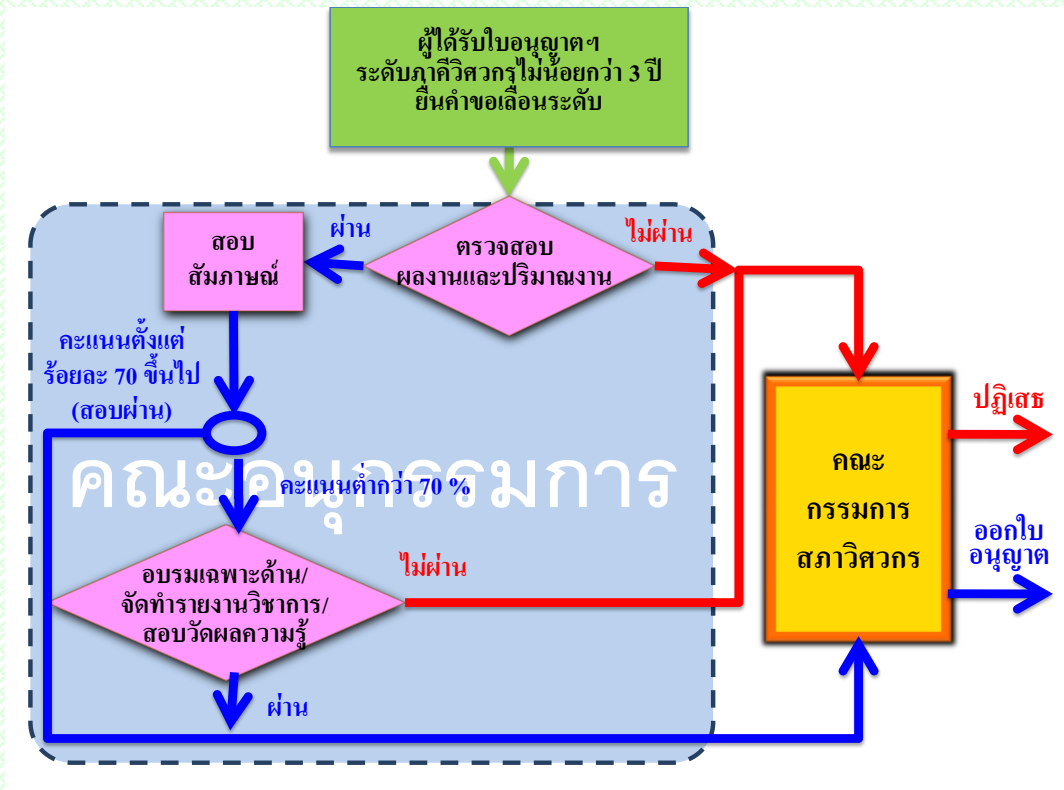 ผู้ได้รับใบอนุญาตฯ
ระดับภาคีวิศวกรไม่น้อยกว่า 3 ปี
ยื่นคำขอเลื่อนระดับ
ผ่าน
ไม่ผ่าน
สอบ
สัมภาษณ์
ตรวจสอบ
ผลงานและปริมาณงาน
คะแนนตั้งแต่
ร้อยละ 70 ขึ้นไป
(สอบผ่าน)
คณะอนุกรรมการ
คะแนนต่ำกว่า 70 %
ไม่ผ่าน
อบรมเฉพาะด้าน/
จัดทำรายงานวิชาการ/
สอบวัดผลความรู้
ผ่าน
คณะ
กรรมการ
สภาวิศวกร
ปฏิเสธ
ออกใบ
อนุญาต